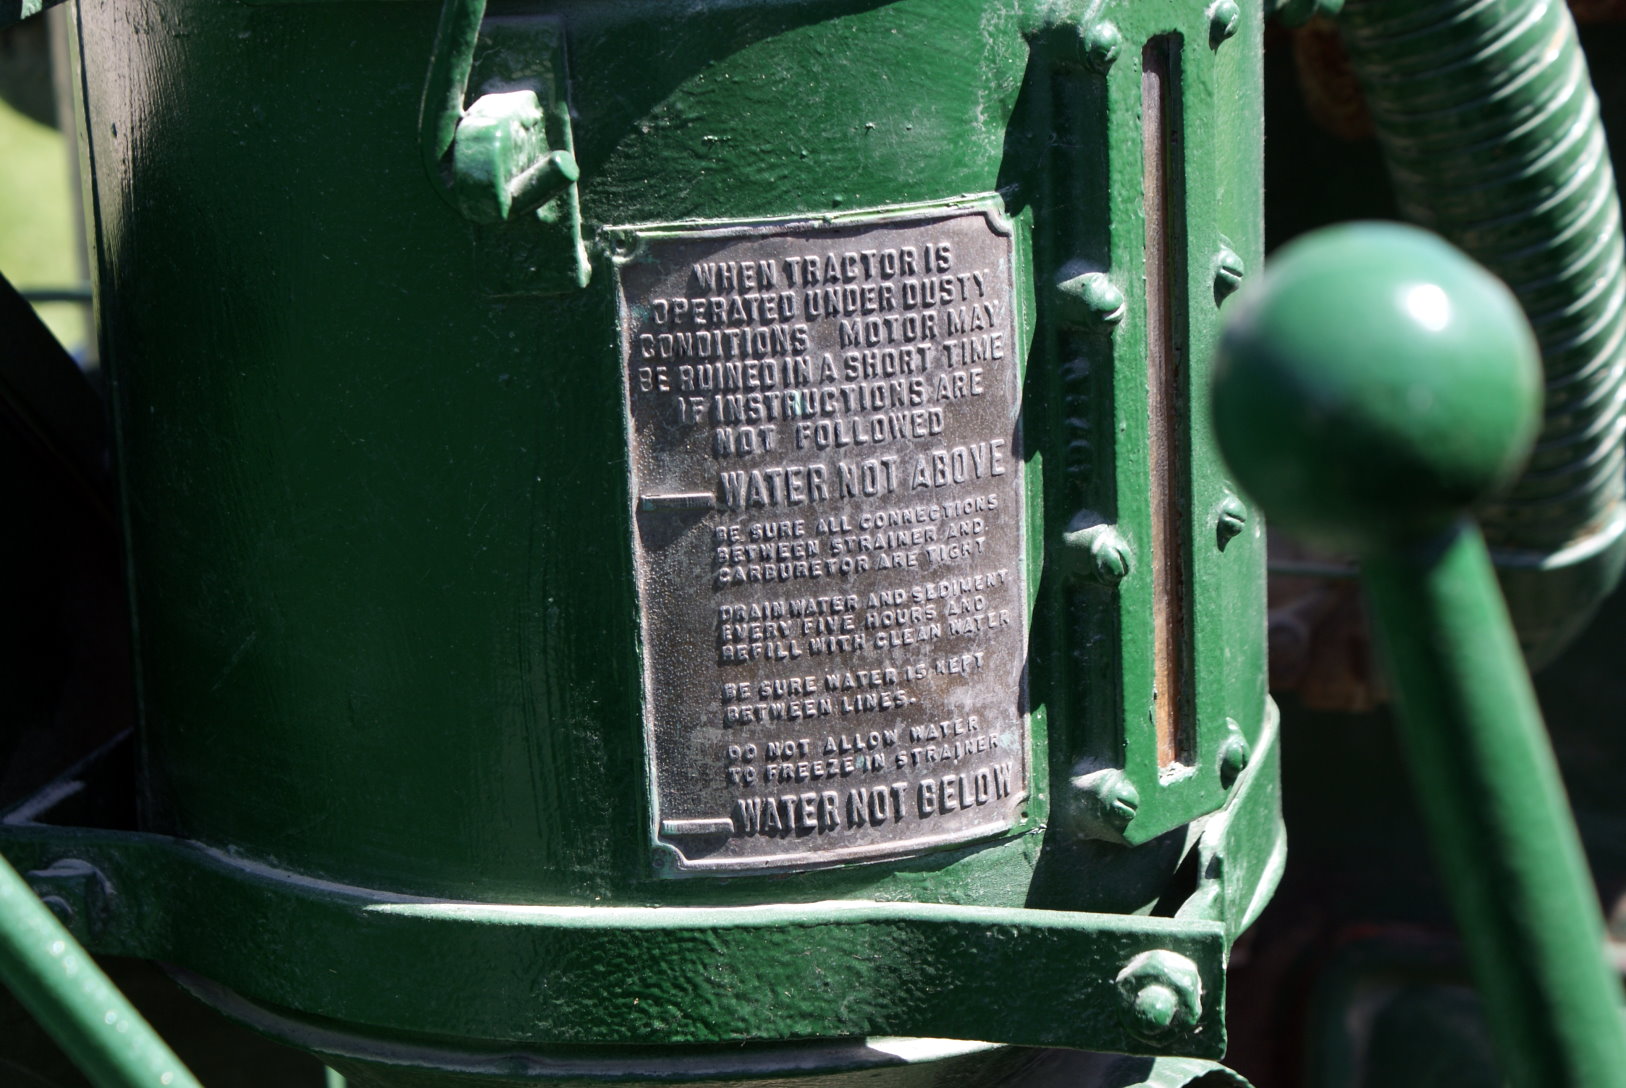 WHEN TRACTOR IS
OPERATED UNDER DUSTY
CONDITIONS MOTOR MAY
BE RUINED IN A SHORT TIME
IF INSTRUCTIONS ARE
NOT FOLLOWED
WATER NOT ABOVE
BE SURE ALL CONNECTIONS
BETWEEN STRAINER AND
CARBURETOR ARE TIGHT
DRAIN WATER AND SEDIMENT
EVERY FIVE HOURS AND
REFILL WITH CLEAN WATER
BE SURE WATER IS KEPT
BETWEEN LINES.
DO NOT ALLOW WATER
TO FREEZE IN STRAINER
WATER NOT BELOW